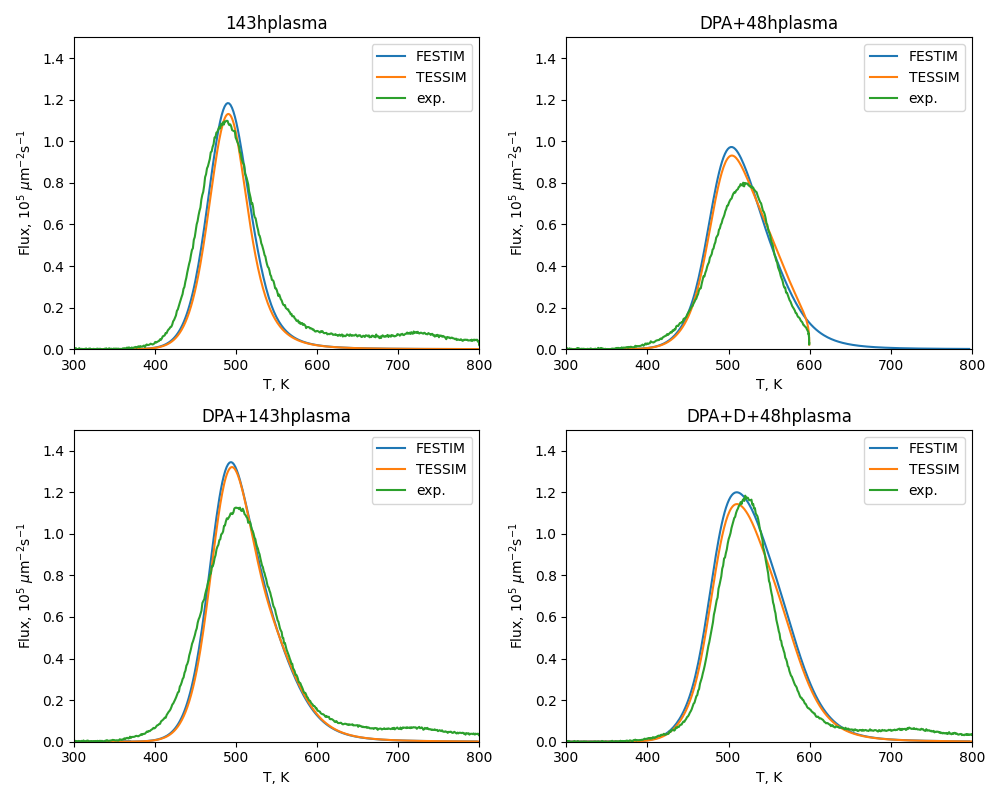 143hplasma
1.4
1.2
1.0
0.8
0.6
0.4
0.2
0.0
Flux, 10⁵ μm⁻²s⁻¹
300 400 500 600 700 800
T, K
FESTIM
TESSIM
exp.
DPA+48hplasma
1.4
1.2
1.0
0.8
0.6
0.4
0.2
0.0
Flux, 10⁵ μm⁻²s⁻¹
300 400 500 600 700 800
T, K
FESTIM
TESSIM
exp.
DPA+143hplasma
1.4
1.2
1.0
0.8
0.6
0.4
0.2
0.0
Flux, 10⁵ μm⁻²s⁻¹
300 400 500 600 700 800
T, K
FESTIM
TESSIM
exp.
DPA+D+48hplasma
1.4
1.2
1.0
0.8
0.6
0.4
0.2
0.0
Flux, 10⁵ μm⁻²s⁻¹
300 400 500 600 700 800
T, K
FESTIM
TESSIM
exp.